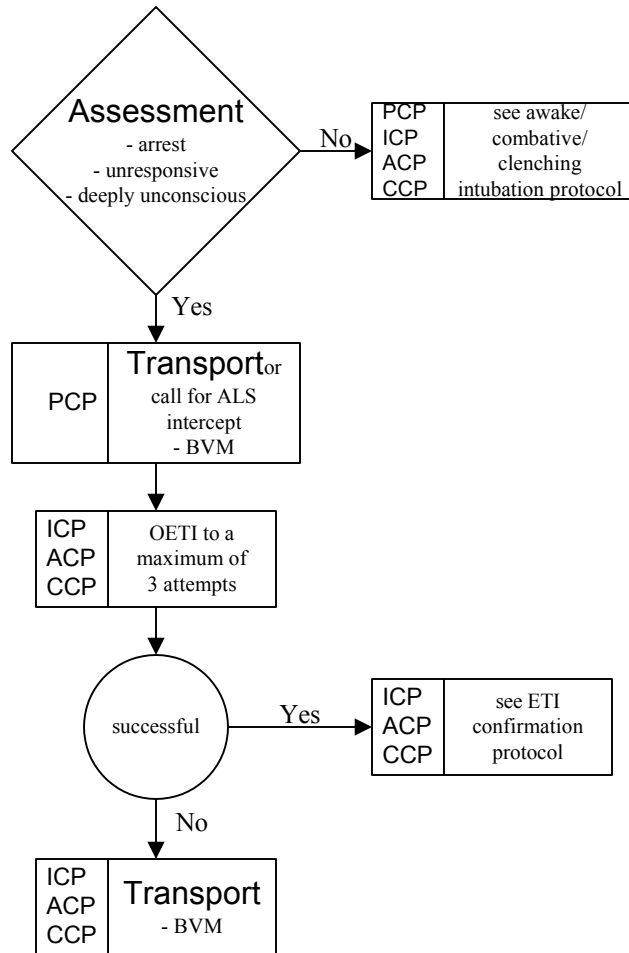 Assessment
- arrest
- unresponsive
- deeply unconscious
No
PCP
ICP
ACP
CCP
see awake/
combative/
clenching
intubation protocol
Yes
PCP
Transport or
call for ALS
intercept
- BVM
ICP
ACP
CCP
OETI to a
maximum of
3 attempts
successful
Yes
ICP
ACP
CCP
see ETI
confirmation
protocol
No
ICP
ACP
CCP
Transport
- BVM